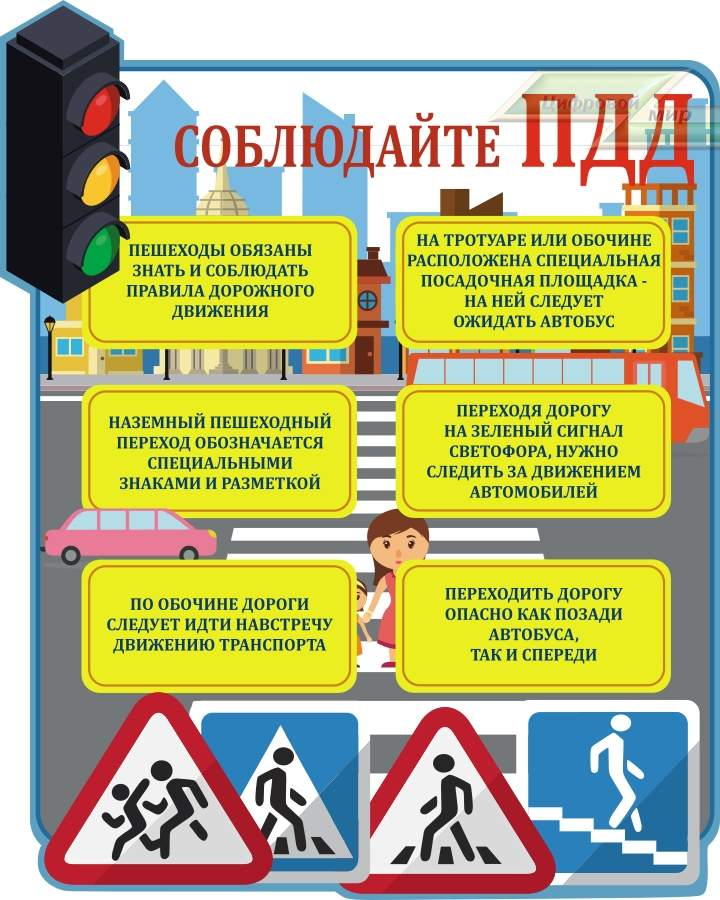 СОБЛЮДАЙТЕ ПДД
Цифровой
мир
ПЕШЕХОДЫ ОБЯЗАНЫ
ЗНАТЬ И СОБЛЮДАТЬ
ПРАВИЛА ДОРОЖНОГО
ДВИЖЕНИЯ
НА ТРОТУАРЕ ИЛИ ОБОЧИНЕ
РАСПОЛОЖЕНА СПЕЦИАЛЬНАЯ
ПОСАДОЧНАЯ ПЛОЩАДКА -
НА НЕЙ СЛЕДУЕТ
ОЖИДАТЬ АВТОБУС
НАЗЕМНЫЙ ПЕШЕХОДНЫЙ
ПЕРЕХОД ОБОЗНАЧАЕТСЯ
СПЕЦИАЛЬНЫМИ
ЗНАКАМИ И РАЗМЕТКОЙ
ПЕРЕХОДЯ ДОРОГУ
НА ЗЕЛЕНЫЙ СИГНАЛ
СВЕТОФОРА, НУЖНО
СЛЕДИТЬ ЗА ДВИЖЕНИЕМ
АВТОМОБИЛЕЙ
ПО ОБОЧИНЕ ДОРОГИ
СЛЕДУЕТ ИДТИ НАВСТРЕЧУ
ДВИЖЕНИЮ ТРАНСПОРТА
ПЕРЕХОДИТЬ ДОРОГУ
ОПАСНО КАК ПОЗАДИ
АВТОБУСА,
ТАК И СПЕРЕДИ